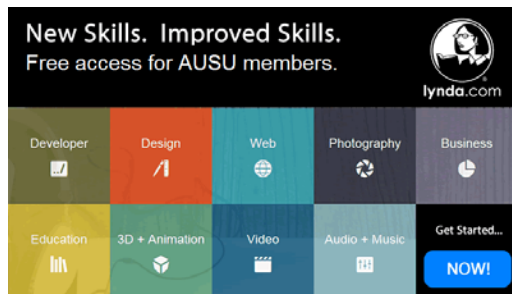 New Skills.  Improved Skills.
Free access for AUSU members.
lynda.com
Developer
Design
Web
Photography
Business
Education
3D + Animation
Video
Audio + Music
Get Started...
NOW!